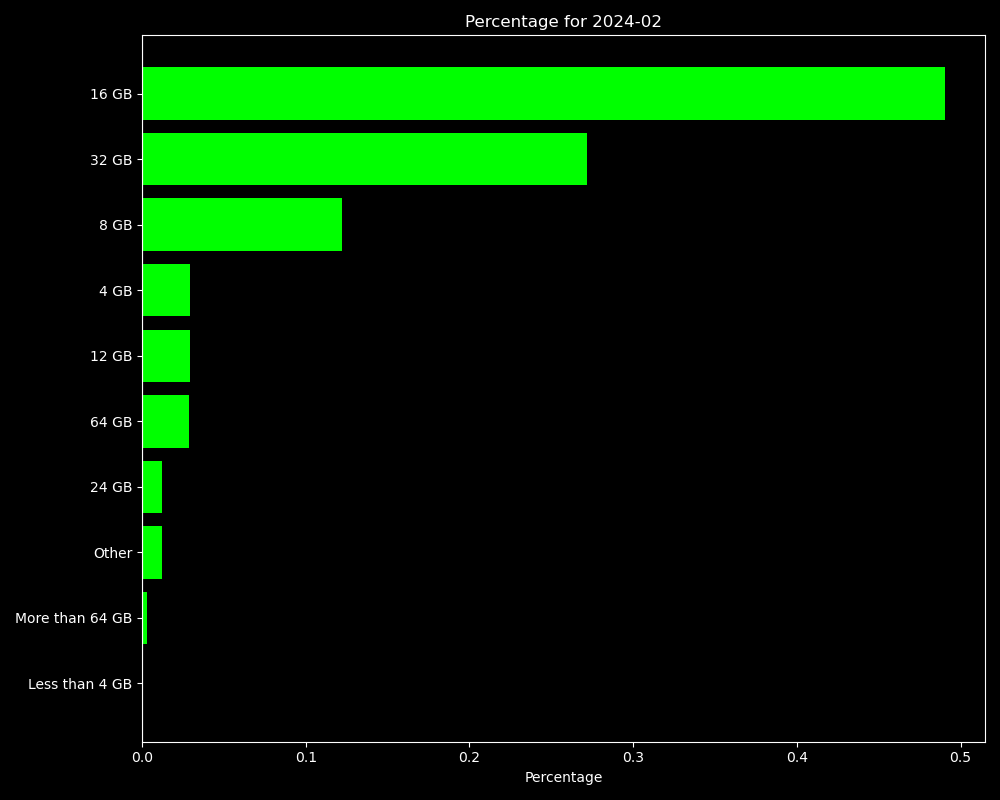 Percentage for 2024-02
16 GB
32 GB
8 GB
4 GB
12 GB
64 GB
24 GB
Other
More than 64 GB
Less than 4 GB
0.0 0.1 0.2 0.3 0.4 0.5
Percentage